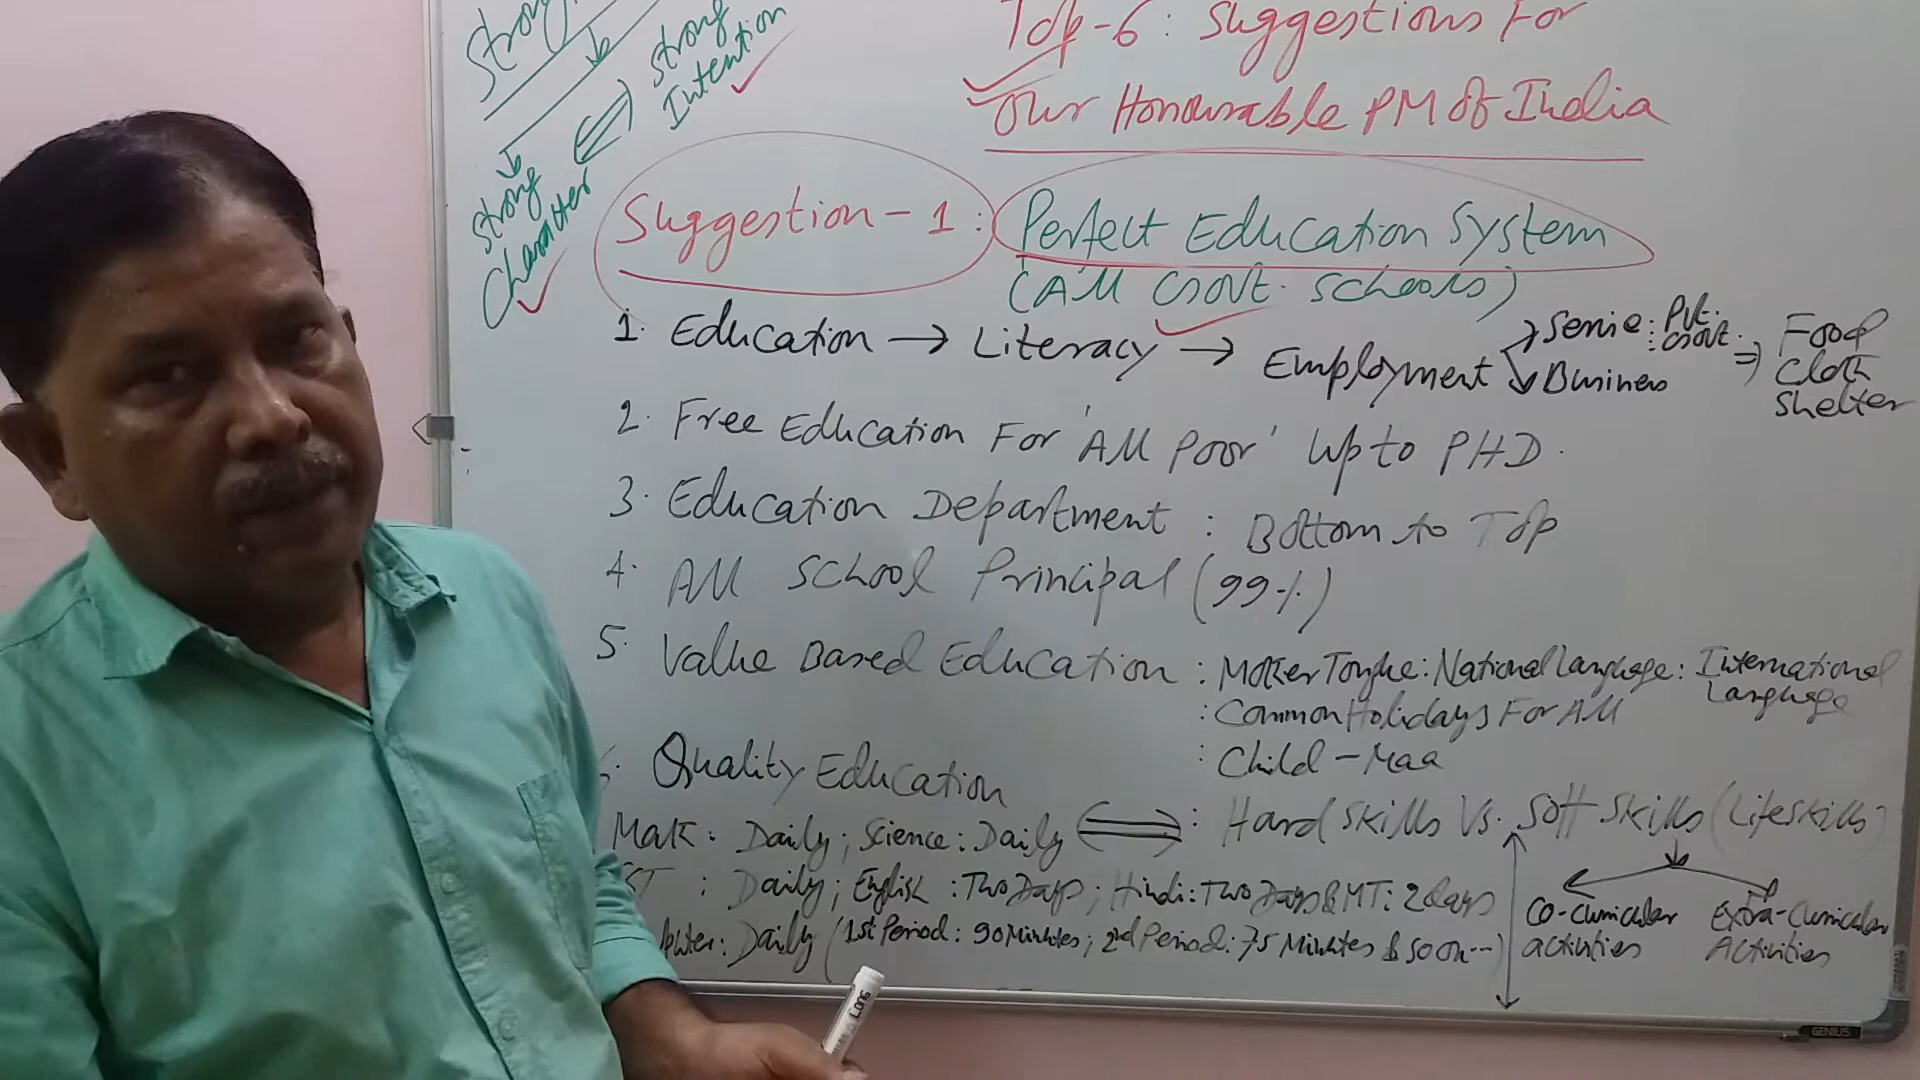 Strong
Strong
Intention
Strong
Character
Top-6: Suggestions For
Our Honourable PM Of India
Suggestion-1: Perfect Education System
(All Govt. Schools)
1. Education → Literacy → Employment
Service: Pvt.
: Govt.
Business
⇒ Food
Cloth
Shelter
2. Free Education For 'All Poor' Up to PHD.
3. Education Department : Bottom to Top
4. All School Principal (99%)
5. Value Based Education : Mother Tongue: National Language: International
Language
: Common Holidays For All
: Child - Maa
Quality Education
: Hard Skills Vs. Soft Skills (Life Skills)
Math: Daily; Science: Daily
: Daily; English: Two Days; Hindi: Two Days & MT: 2 days
Daily (1st Period: 90 Minutes; 2nd Period: 75 Minutes & So on---)
Co-Curricular
activities
Extra-Curricular
Activities
LONG
GENIUS